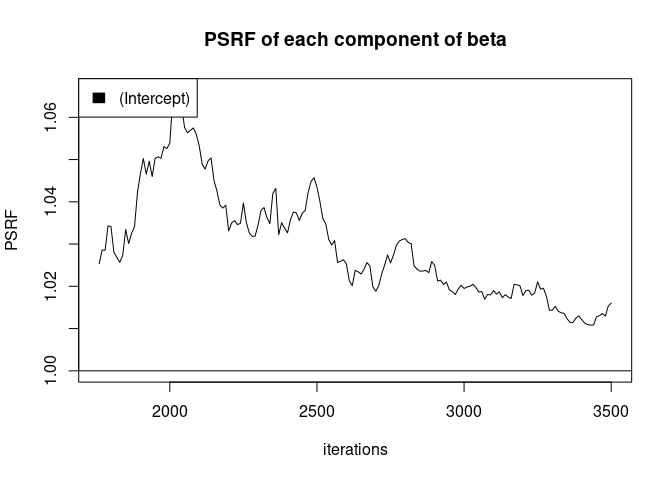 PSRF of each component of beta
(Intercept)
PSRF
1.06
1.04
1.02
1.00
2000 2500 3000 3500
iterations